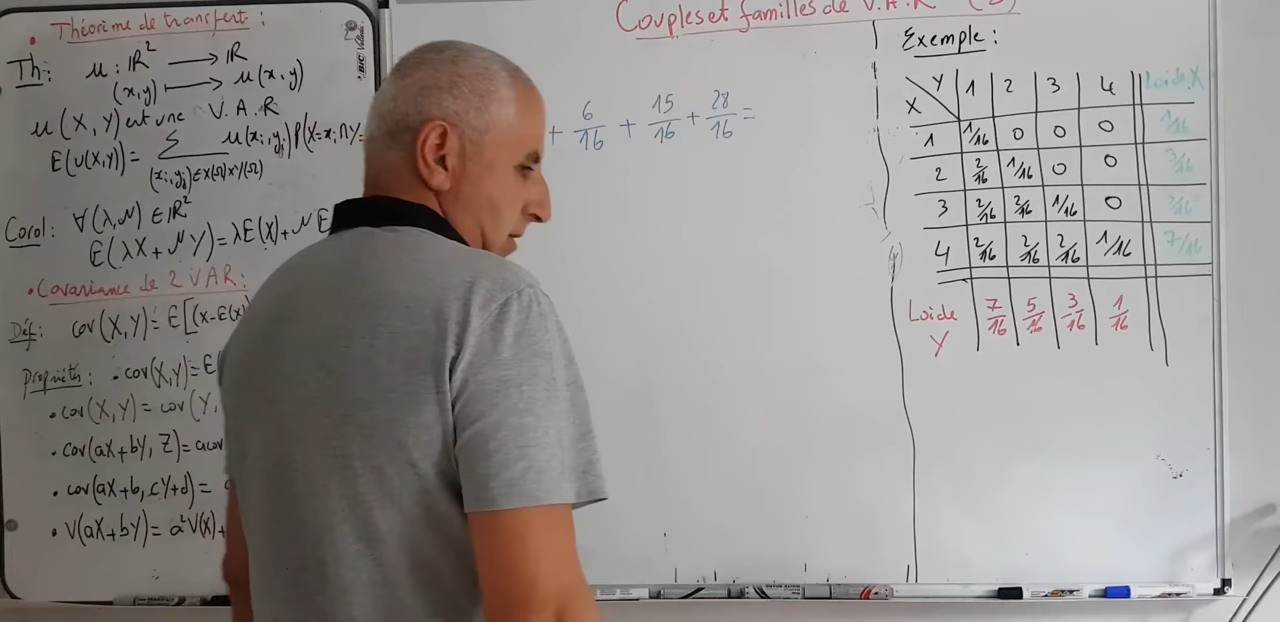 • Théorème de transfert :
Th : u : ℝ² ⟶ ℝ
(x,y) ⟼ u(x,y)
u(X,Y) est une V.A.R
E(u(X,Y)) = ∑ u(xᵢ,yⱼ) P(X=xᵢ ∩ Y=
(xᵢ,yⱼ)∈X(Ω)×Y(Ω)
Corol : ∀(λ,μ) ∈ ℝ²
E(λX + μY) = λE(X) + μE
• Covariance de 2 VAR :
Déf : cov(X,Y) = E[(X-E(X)
Propriétés : • cov(X,Y) = E
• cov(X,Y) = cov(Y,
• cov(aX+bY, Z) = acov
• cov(aX+b, cY+d) =
• V(aX+bY) = a²V(X)+
Couples et familles de V.A.R
+ 6/16 + 15/16 + 28/16 =
Exemple :
X Y 1 2 3 4 Loi de X
1 1/16 0 0 0 1/16
2 2/16 1/16 0 0 3/16
3 2/16 2/16 1/16 0
4 2/16 2/16 2/16 1/16 7/16
Loi de Y 7/16 5/16 3/16 1/16